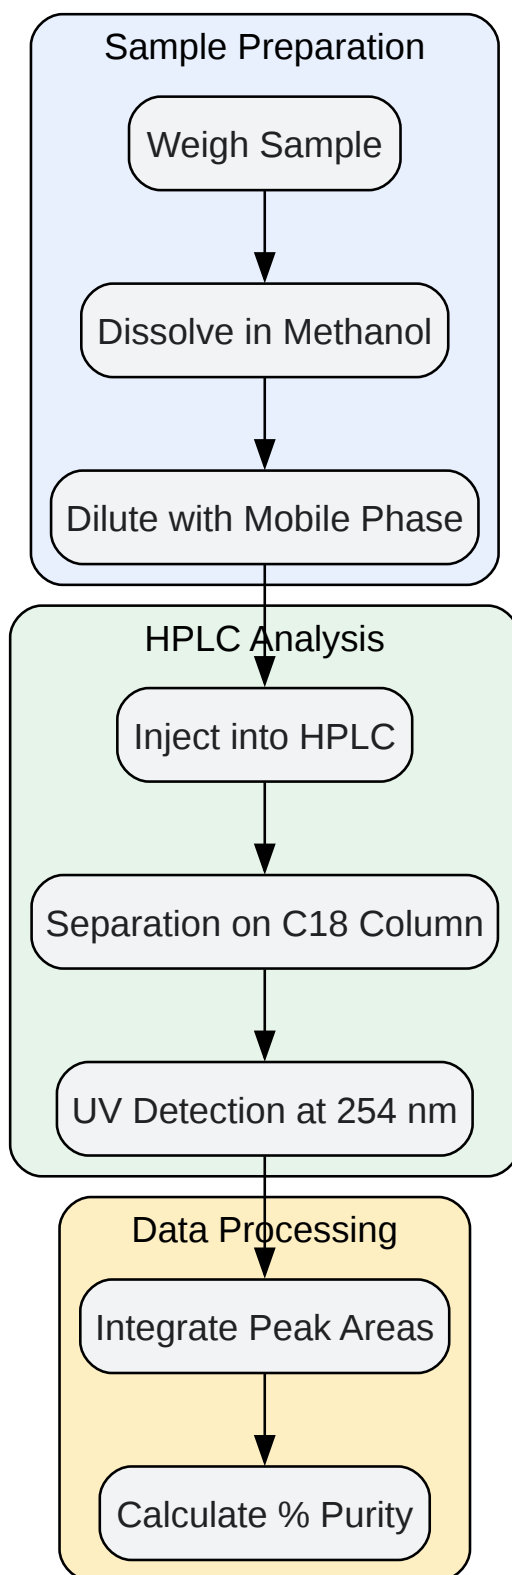 Sample Preparation
Weigh Sample
Dissolve in Methanol
Dilute with Mobile Phase
HPLC Analysis
Inject into HPLC
Separation on C18 Column
UV Detection at 254 nm
Data Processing
Integrate Peak Areas
Calculate % Purity